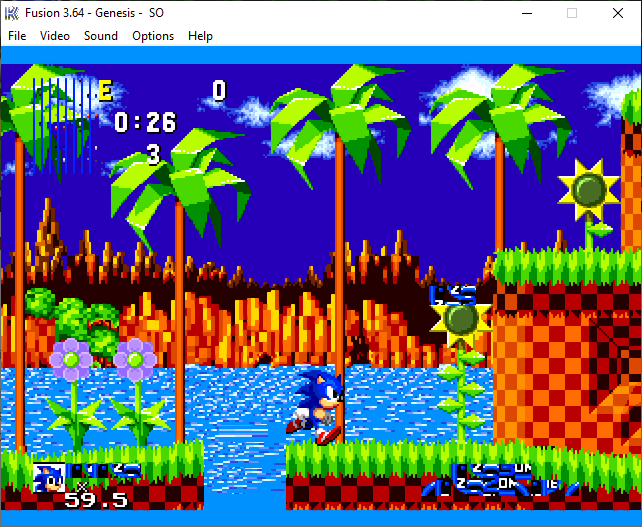 Fusion 3.64 - Genesis - SO
File Video Sound Options Help
E 0
0:26
3
x
59.5